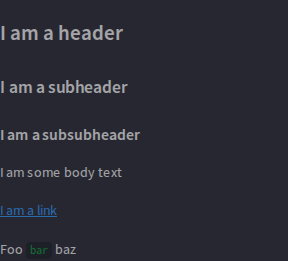 I am a header
I am a subheader
I am a subsubheader
I am some body text
I am a link
Foo bar baz